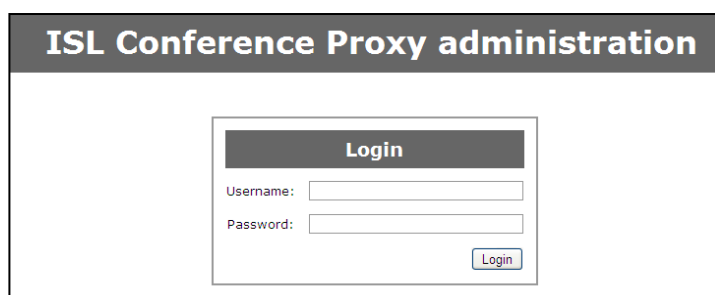 ISL Conference Proxy administration
Login
Username:
Password:
Login